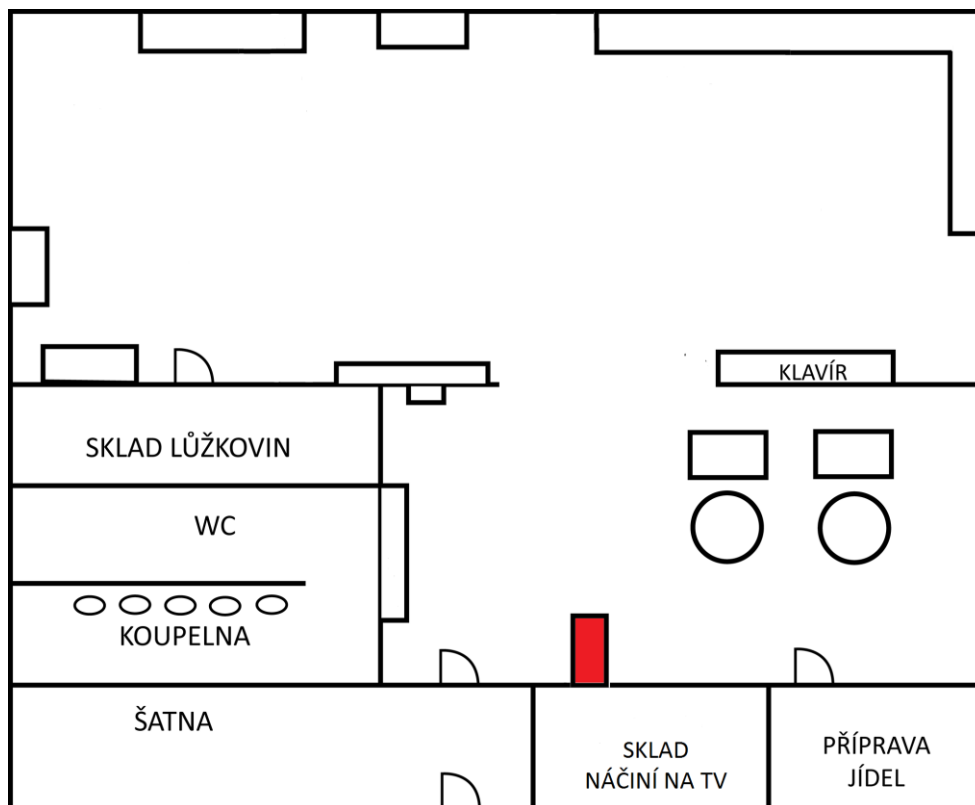 KLAVÍR
SKLAD LŮŽKOVIN
WC
KOUPELNA
ŠATNA
SKLAD
NÁČINÍ NA TV
PŘÍPRAVA
JÍDEL